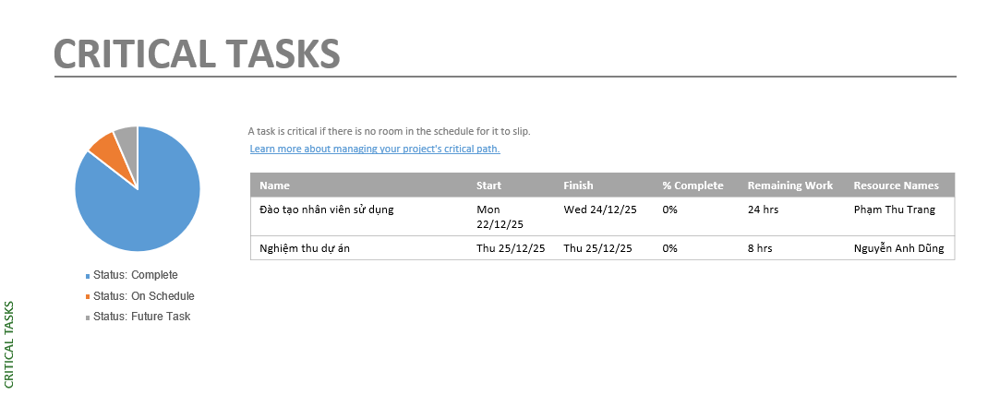 CRITICAL TASKS
A task is critical if there is no room in the schedule for it to slip.
Learn more about managing your project's critical path.
Name Start Finish % Complete Remaining Work Resource Names
Đào tạo nhân viên sử dụng Mon 22/12/25 Wed 24/12/25 0% 24 hrs Phạm Thu Trang
Nghiệm thu dự án Thu 25/12/25 Thu 25/12/25 0% 8 hrs Nguyễn Anh Dũng
Status: Complete
Status: On Schedule
Status: Future Task
CRITICAL TASKS